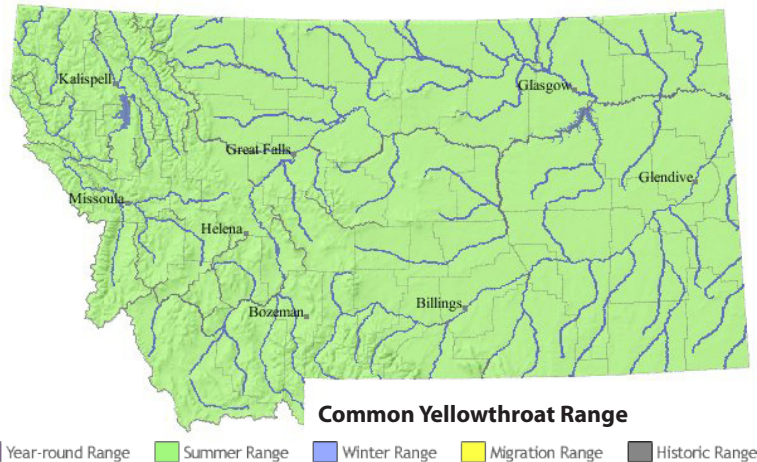 Kalispell
Glasgow
Great Falls
Glendive
Missoula
Helena
Billings
Bozeman
Common Yellowthroat Range
Year-round Range Summer Range Winter Range Migration Range Historic Range